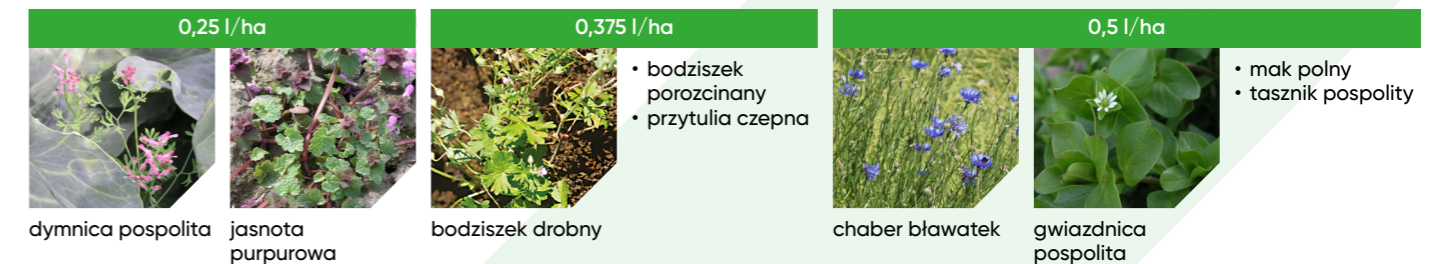 0,25 l/ha
dymnica pospolita
jasnota
purpurowa
0,375 l/ha
bodziszek drobny
• bodziszek
porozcinany
• przytulia czepna
0,5 l/ha
chaber bławatek
gwiazdnica
pospolita
• mak polny
• tasznik pospolity